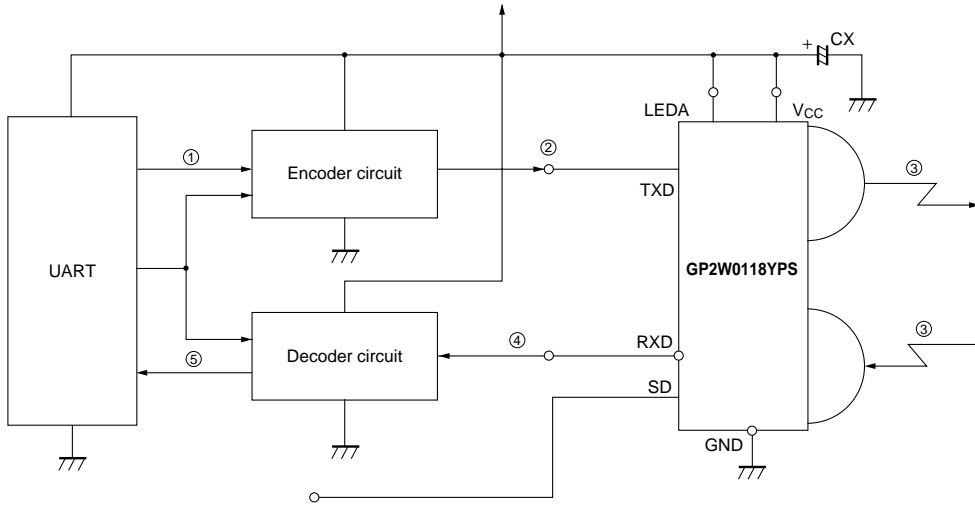 + CX
LEDA VCC
① Encoder circuit ② TXD ③
UART
GP2W0118YPS
⑤ Decoder circuit ④ RXD ③
SD
GND